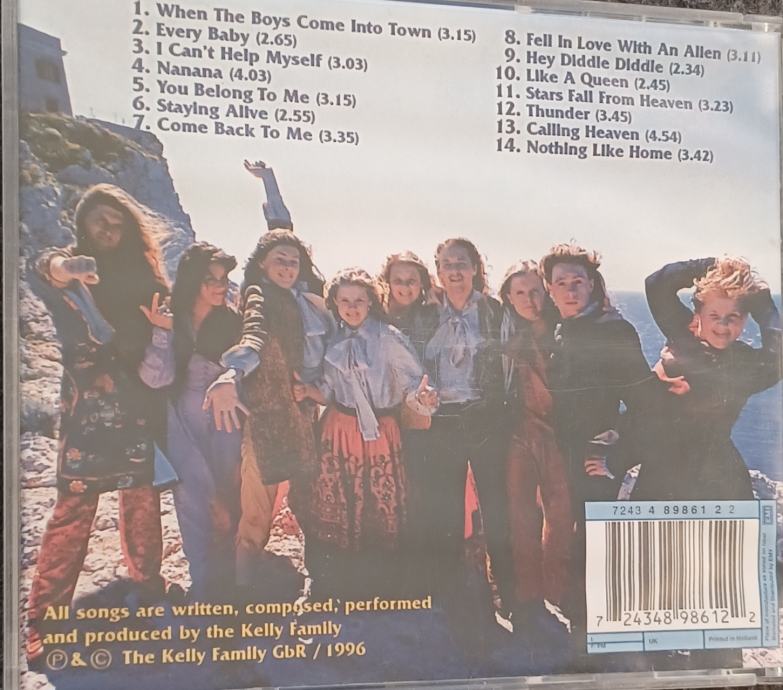 1. When The Boys Come Into Town (3.15)
2. Every Baby (2.65)
3. I Can't Help Myself (3.03)
4. Nanana (4.03)
5. You Belong To Me (3.15)
6. Staying Alive (2.55)
7. Come Back To Me (3.35)
8. Fell In Love With An Allen (3.11)
9. Hey Diddle Diddle (2.34)
10. Like A Queen (2.45)
11. Stars Fall From Heaven (3.23)
12. Thunder (3.45)
13. Calling Heaven (4.54)
14. Nothing Like Home (3.42)
7243 4 89861 2 2
7 24348 98612 2
UK
Printed in Holland
All songs are written, composed, performed
and produced by the Kelly Family
Ⓟ & © The Kelly Family GbR / 1996